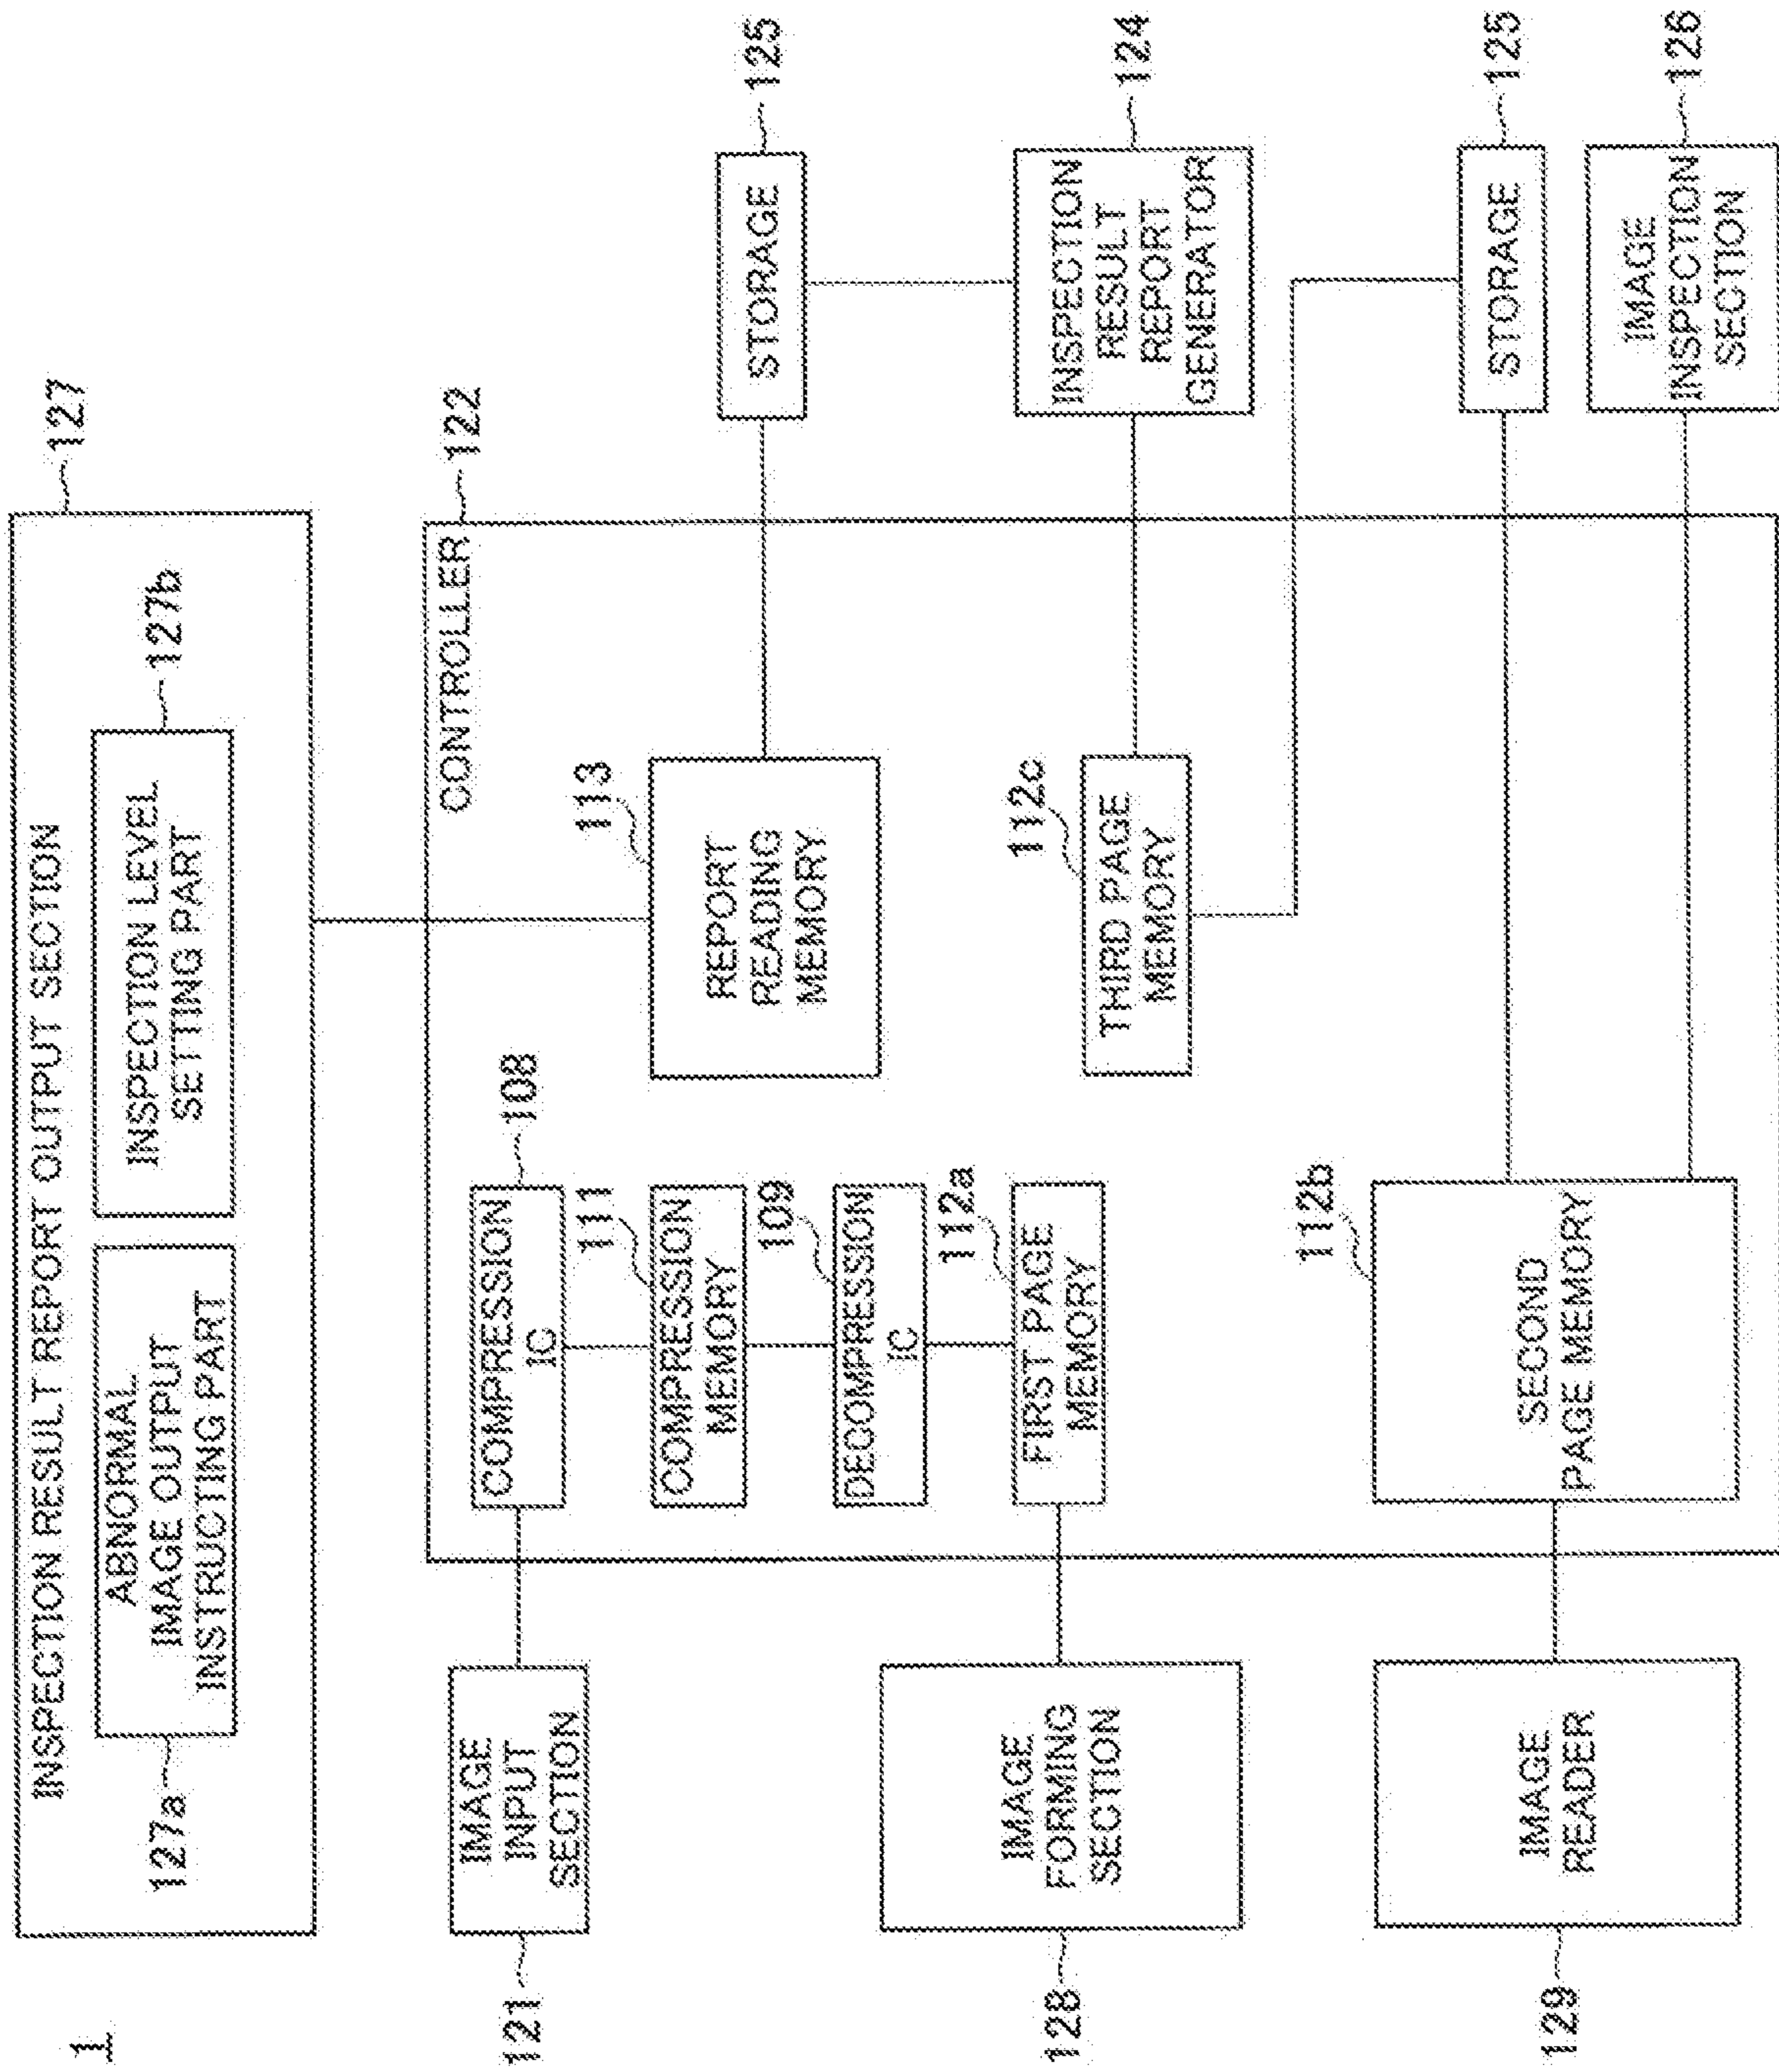 1
INSPECTION RESULT REPORT OUTPUT SECTION
127
127a
ABNORMAL
IMAGE OUTPUT
INSTRUCTING PART
INSPECTION LEVEL
SETTING PART
127b
CONTROLLER
122
121
IMAGE
INPUT
SECTION
COMPRESSION
IC
108
111
COMPRESSION
MEMORY
109
DECOMPRESSION
IC
112a
FIRST PAGE
MEMORY
113
REPORT
READING
MEMORY
STORAGE
125
128
IMAGE
FORMING
SECTION
112c
THIRD PAGE
MEMORY
INSPECTION
RESULT
REPORT
GENERATOR
124
129
IMAGE
READER
112b
SECOND
PAGE MEMORY
STORAGE
125
IMAGE
INSPECTION
SECTION
126